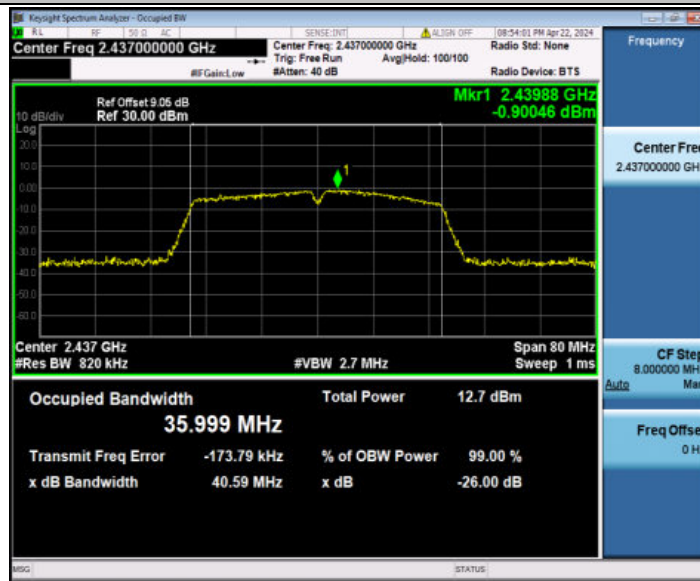 Keysight Spectrum Analyzer - Occupied BW
RL RF 50 Ω AC SENSE:INT ALIGN OFF 08:54:01 PM Apr 22, 2024
Center Freq 2.437000000 GHz Center Freq: 2.437000000 GHz Radio Std: None
Trig: Free Run Avg|Hold: 100/100
#IFGain:Low #Atten: 40 dB Radio Device: BTS
Ref Offset 9.05 dB Mkr1 2.43988 GHz
10 dB/div Ref 30.00 dBm -0.90046 dBm
Log
20.0
10.0
0.00
1
-10.0
-20.0
-30.0
-40.0
-50.0
-60.0
Center 2.437 GHz Span 80 MHz
#Res BW 820 kHz #VBW 2.7 MHz Sweep 1 ms
Occupied Bandwidth Total Power 12.7 dBm
35.999 MHz
Transmit Freq Error -173.79 kHz % of OBW Power 99.00 %
x dB Bandwidth 40.59 MHz x dB -26.00 dB
MSG STATUS
Frequency
Center Fre
2.437000000 GH
CF Step
8.000000 MH
Auto Ma
Freq Offse
0 H